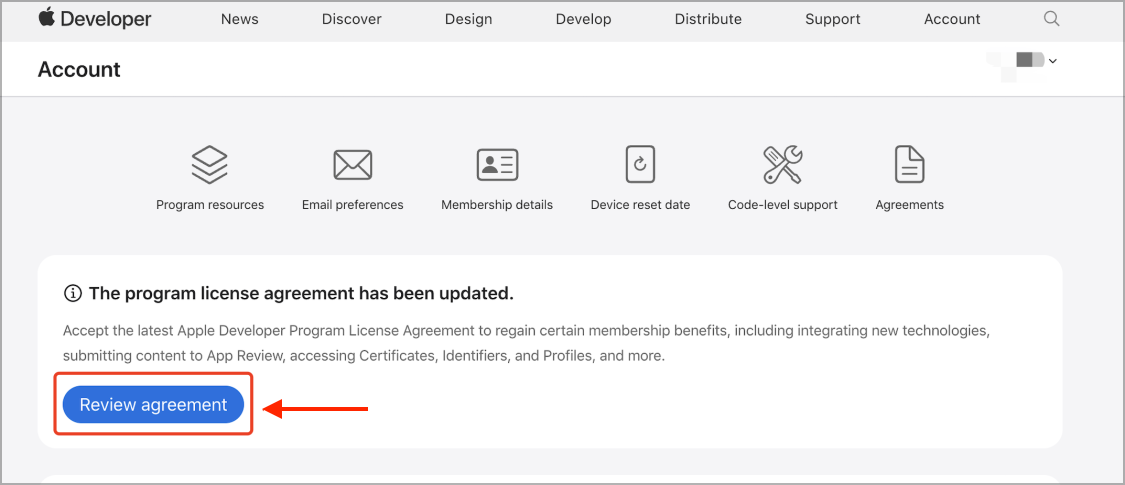 Developer
News
Discover
Design
Develop
Distribute
Support
Account
Account
Program resources
Email preferences
Membership details
Device reset date
Code-level support
Agreements
The program license agreement has been updated.
Accept the latest Apple Developer Program License Agreement to regain certain membership benefits, including integrating new technologies,
submitting content to App Review, accessing Certificates, Identifiers, and Profiles, and more.
Review agreement